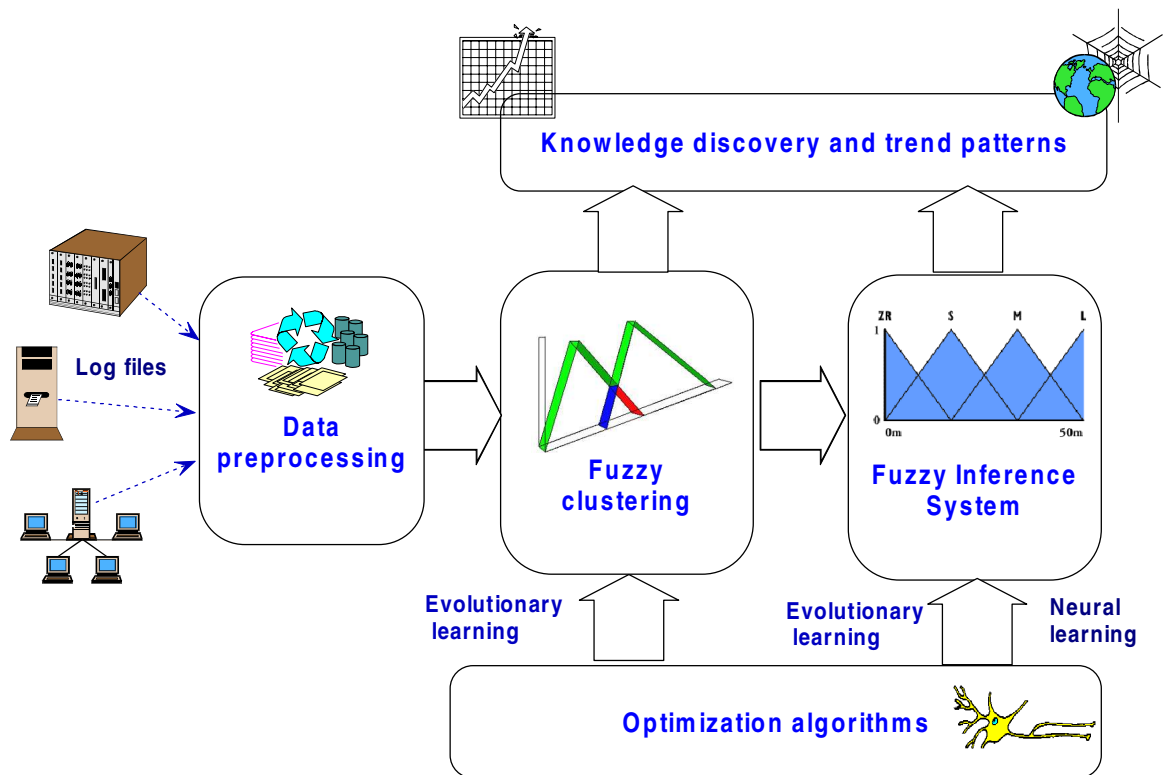 Knowledge discovery and trend patterns
Log files
Data
preprocessing
Fuzzy
clustering
ZR S M L
1
0
0m 50m
Fuzzy Inference
System
Evolutionary
learning
Evolutionary
learning
Neural
learning
Optimization algorithms